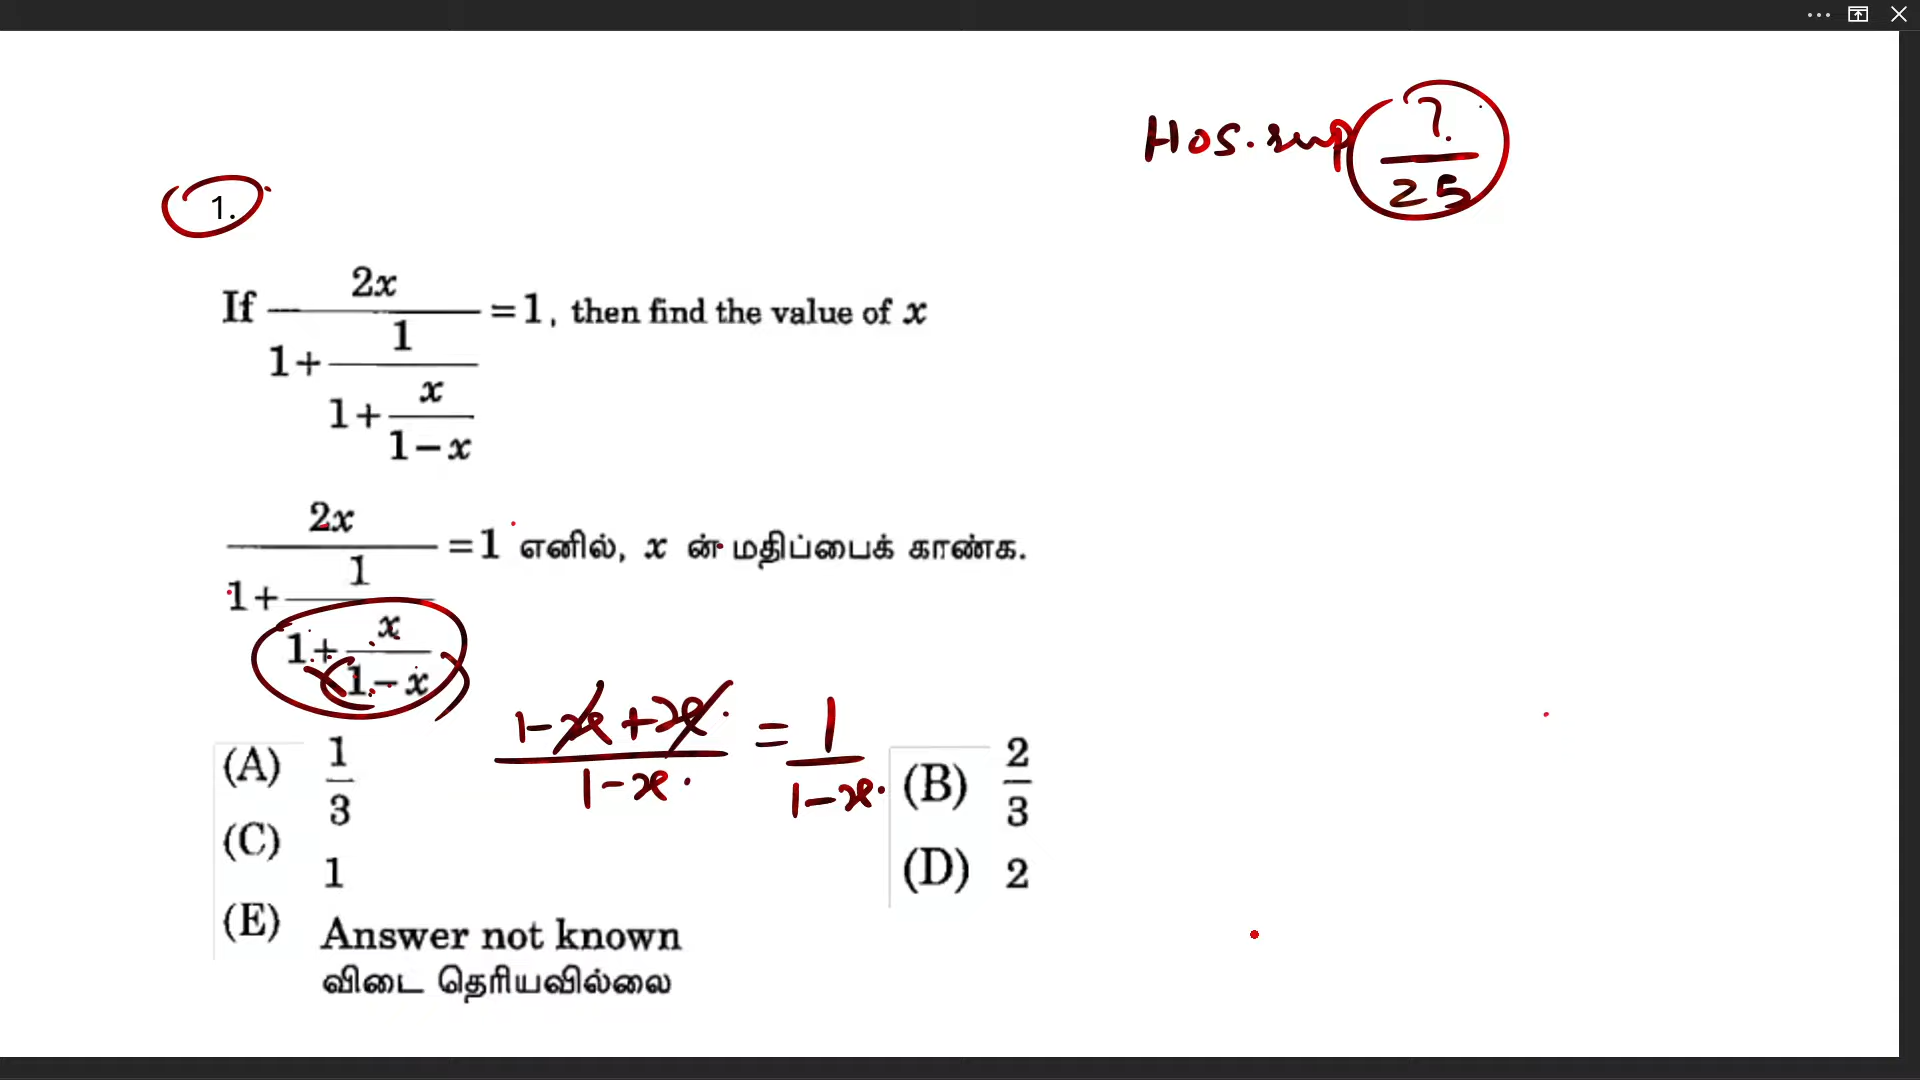 Hos. sup ?/25
1.
If 2x/(1+1/(1+x/(1−x))) = 1, then find the value of x
2x/(1+1/(1+x/(1−x))) = 1 எனில், x ன் மதிப்பைக் காண்க.
(1-x+x)/(1-x) = 1/(1-x)
(A) 1/3 (B) 2/3
(C) 1 (D) 2
(E) Answer not known
விடை தெரியவில்லை